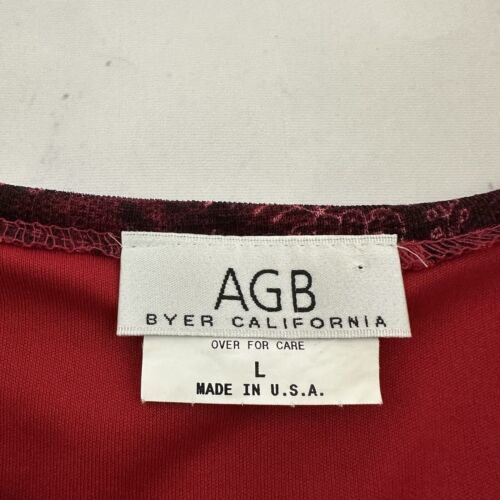 AGB
BYER CALIFORNIA
OVER FOR CARE
L
MADE IN U.S.A.